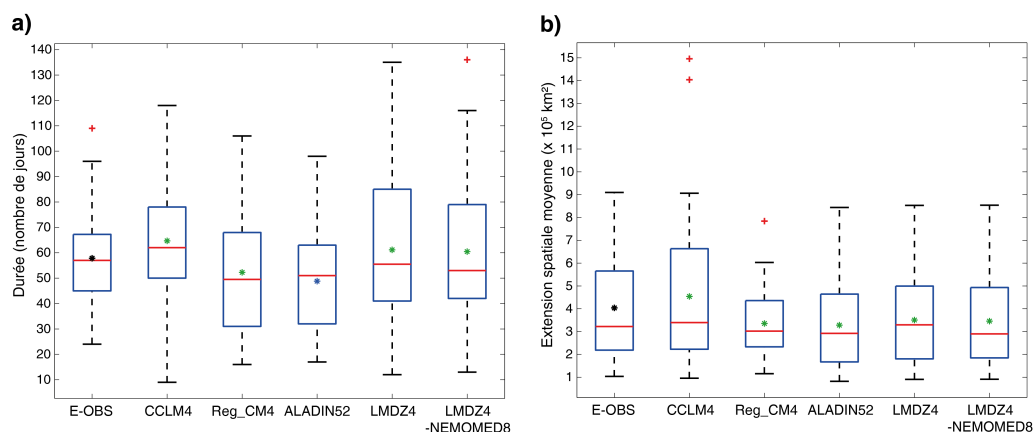 a)
Durée (nombre de jours)
140
130
120
110
100
90
80
70
60
50
40
30
20
10
E-OBS
CCLM4
Reg_CM4
ALADIN52
LMDZ4
LMDZ4
-NEMOMED8
b)
Extension spatiale moyenne (x 10⁵ km²)
15
14
13
12
11
10
9
8
7
6
5
4
3
2
1
E-OBS
CCLM4
Reg_CM4
ALADIN52
LMDZ4
LMDZ4
-NEMOMED8